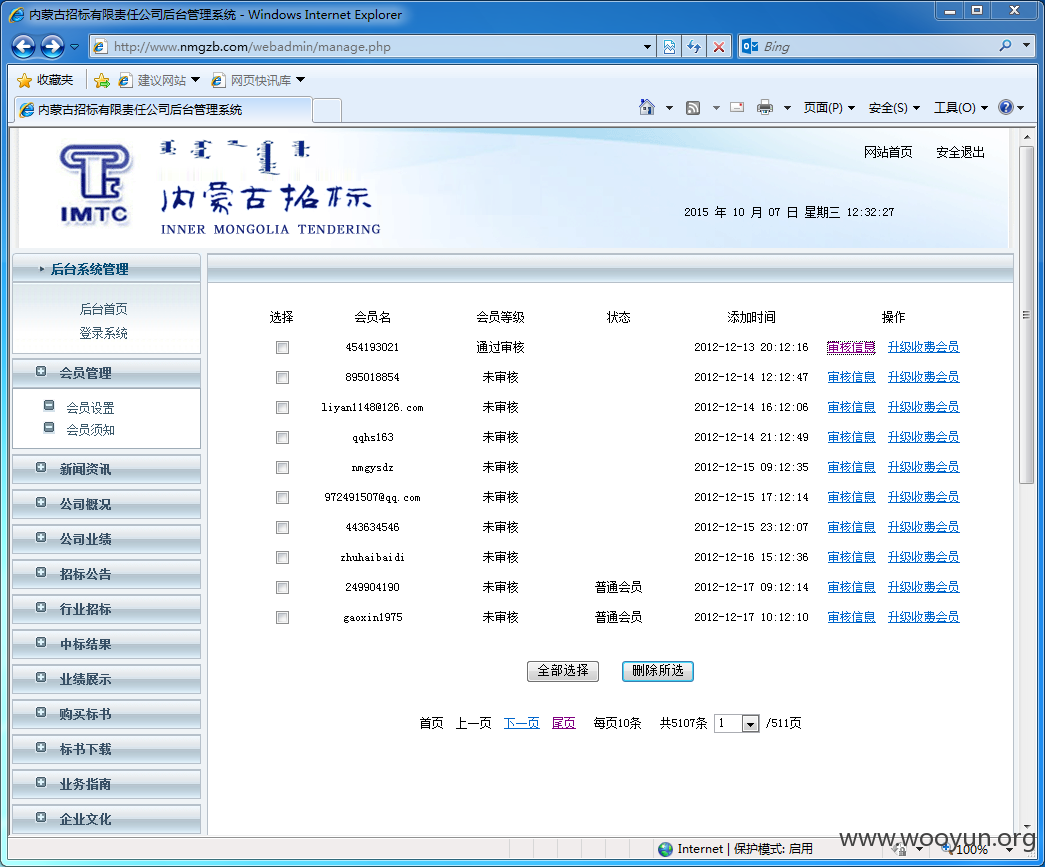 内蒙古招标有限责任公司后台管理系统 - Windows Internet Explorer
http://www.nmgzb.com/webadmin/manage.php
Bing
收藏夹 建议网站 网页快讯库
内蒙古招标有限责任公司后台管理系统
页面(P) 安全(S) 工具(O)
网站首页 安全退出
IMTC
内蒙古招标
INNER MONGOLIA TENDERING
2015 年 10 月 07 日 星期三 12:32:27
后台系统管理
后台首页
登录系统
会员管理
会员设置
会员须知
新闻资讯
公司概况
公司业绩
招标公告
行业招标
中标结果
业绩展示
购买标书
标书下载
业务指南
企业文化
选择 会员名 会员等级 状态 添加时间 操作
454193021 通过审核 2012-12-13 20:12:16 审核信息 升级收费会员
895018854 未审核 2012-12-14 12:12:47 审核信息 升级收费会员
liyan1148@126.com 未审核 2012-12-14 16:12:06 审核信息 升级收费会员
qqhs163 未审核 2012-12-14 21:12:49 审核信息 升级收费会员
nmgysdz 未审核 2012-12-15 09:12:35 审核信息 升级收费会员
972491507@qq.com 未审核 2012-12-15 17:12:14 审核信息 升级收费会员
443634546 未审核 2012-12-15 23:12:07 审核信息 升级收费会员
zhuhaibaidi 未审核 2012-12-16 15:12:36 审核信息 升级收费会员
249904190 未审核 普通会员 2012-12-17 09:12:14 审核信息 升级收费会员
gaoxin1975 未审核 普通会员 2012-12-17 10:12:10 审核信息 升级收费会员
全部选择 删除所选
首页 上一页 下一页 尾页 每页10条 共5107条 1 /511页
Internet | 保护模式: 启用
100%
www.wooyun.org